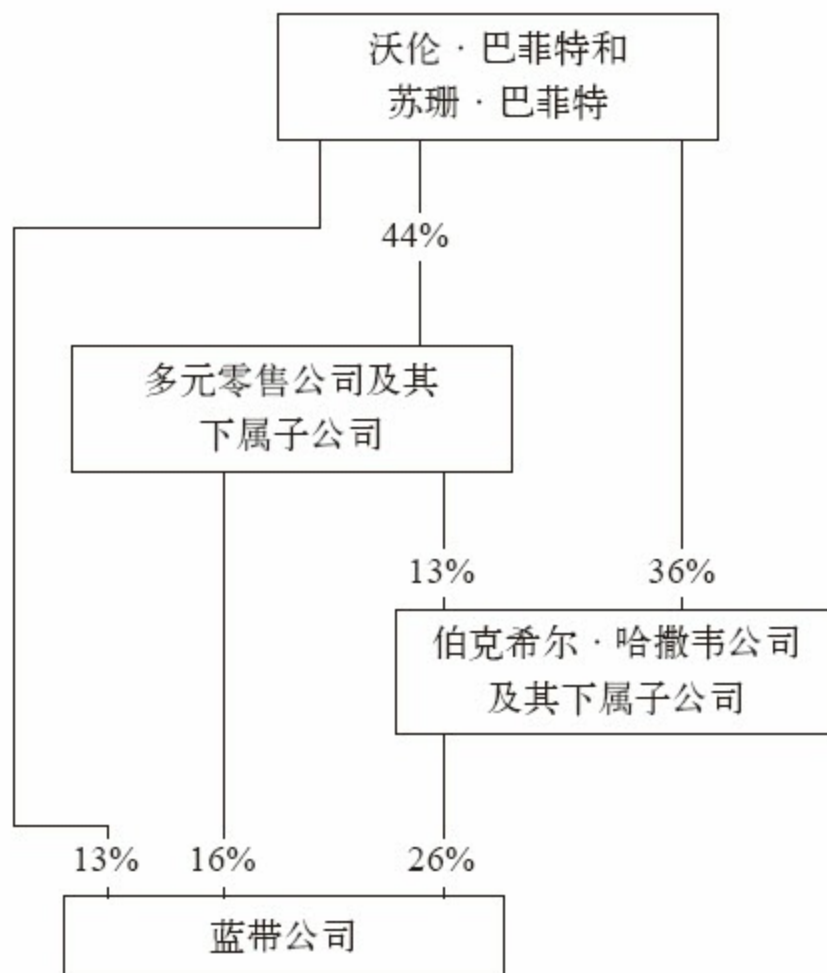 沃伦·巴菲特和
苏珊·巴菲特
44%
多元零售公司及其
下属子公司
13%
36%
伯克希尔·哈撒韦公司
及其下属子公司
13%
16%
26%
蓝带公司